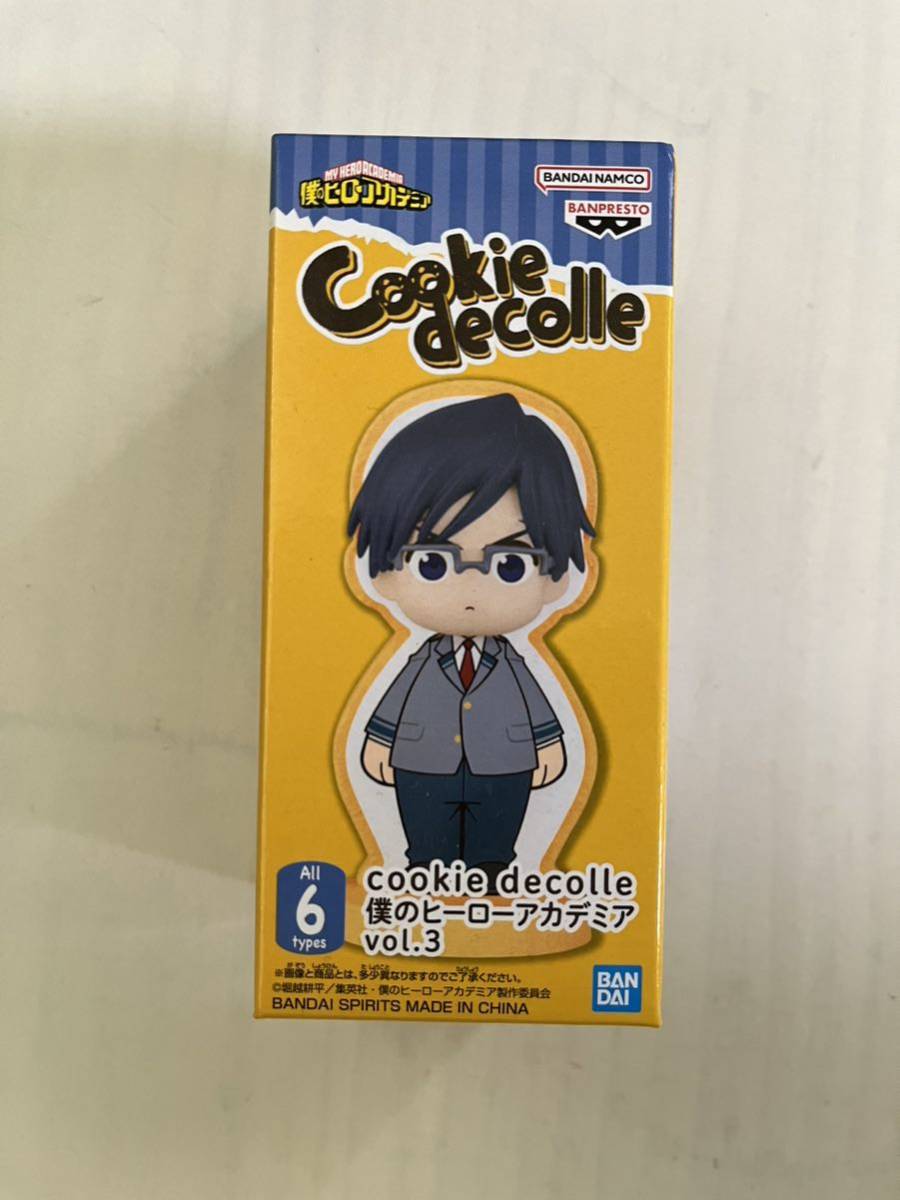 MY HERO ACADEMIA
僕のヒーローアカデミア
BANDAI NAMCO
BANPRESTO
Cookie
decolle
All
6
types
cookie decolle
僕のヒーローアカデミア
vol.3
※画像と商品とは、多少異なりますのでご了承ください。
©堀越耕平/集英社・僕のヒーローアカデミア製作委員会
BANDAI SPIRITS MADE IN CHINA
BAN
DAI